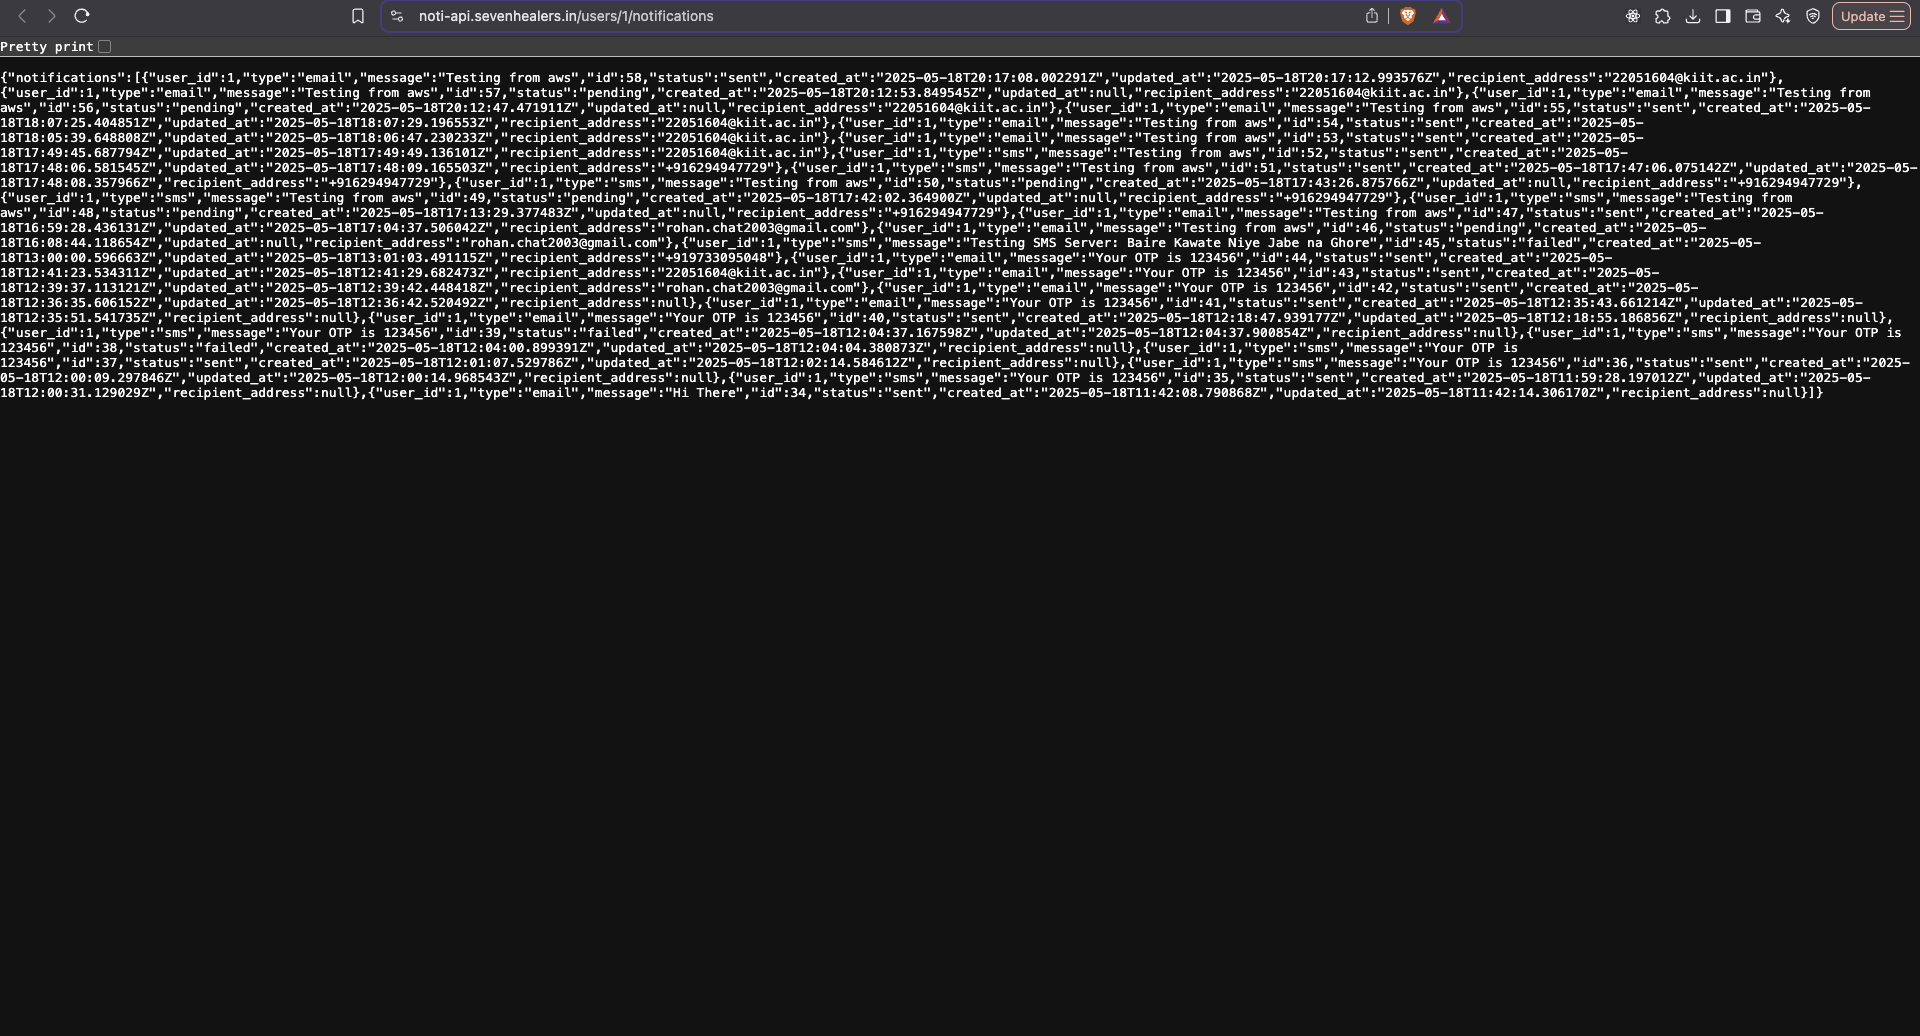 noti-api.sevenhealers.in/users/1/notifications
Update
Pretty print
{"notifications":[{"user_id":1,"type":"email","message":"Testing from aws","id":58,"status":"sent","created_at":"2025-05-18T20:17:08.002291Z","updated_at":"2025-05-18T20:17:12.993576Z","recipient_address":"22051604@kiit.ac.in"},
{"user_id":1,"type":"email","message":"Testing from aws","id":57,"status":"pending","created_at":"2025-05-18T20:12:53.849545Z","updated_at":null,"recipient_address":"22051604@kiit.ac.in"},{"user_id":1,"type":"email","message":"Testing from
aws","id":56,"status":"pending","created_at":"2025-05-18T20:12:47.471911Z","updated_at":null,"recipient_address":"22051604@kiit.ac.in"},{"user_id":1,"type":"email","message":"Testing from aws","id":55,"status":"sent","created_at":"2025-05-
18T18:07:25.404851Z","updated_at":"2025-05-18T18:07:29.196553Z","recipient_address":"22051604@kiit.ac.in"},{"user_id":1,"type":"email","message":"Testing from aws","id":54,"status":"sent","created_at":"2025-05-
18T18:05:39.648808Z","updated_at":"2025-05-18T18:06:47.230233Z","recipient_address":"22051604@kiit.ac.in"},{"user_id":1,"type":"email","message":"Testing from aws","id":53,"status":"sent","created_at":"2025-05-
18T17:49:45.687794Z","updated_at":"2025-05-18T17:49:49.136101Z","recipient_address":"22051604@kiit.ac.in"},{"user_id":1,"type":"sms","message":"Testing from aws","id":52,"status":"sent","created_at":"2025-05-
18T17:48:06.581545Z","updated_at":"2025-05-18T17:48:09.165503Z","recipient_address":"+916294947729"},{"user_id":1,"type":"sms","message":"Testing from aws","id":51,"status":"sent","created_at":"2025-05-18T17:47:06.075142Z","updated_at":"2025-05-
18T17:48:08.357966Z","recipient_address":"+916294947729"},{"user_id":1,"type":"sms","message":"Testing from aws","id":50,"status":"pending","created_at":"2025-05-18T17:43:26.875766Z","updated_at":null,"recipient_address":"+916294947729"},
{"user_id":1,"type":"sms","message":"Testing from aws","id":49,"status":"pending","created_at":"2025-05-18T17:42:02.364900Z","updated_at":null,"recipient_address":"+916294947729"},{"user_id":1,"type":"sms","message":"Testing from
aws","id":48,"status":"pending","created_at":"2025-05-18T17:13:29.377483Z","updated_at":null,"recipient_address":"+916294947729"},{"user_id":1,"type":"email","message":"Testing from aws","id":47,"status":"sent","created_at":"2025-05-
18T16:59:28.436131Z","updated_at":"2025-05-18T17:04:37.506042Z","recipient_address":"rohan.chat2003@gmail.com"},{"user_id":1,"type":"email","message":"Testing from aws","id":46,"status":"pending","created_at":"2025-05-
18T16:08:44.118654Z","updated_at":null,"recipient_address":"rohan.chat2003@gmail.com"},{"user_id":1,"type":"sms","message":"Testing SMS Server: Baire Kawate Niye Jabe na Ghore","id":45,"status":"failed","created_at":"2025-05-
18T13:00:00.596663Z","updated_at":"2025-05-18T13:01:03.491115Z","recipient_address":"+919733095048"},{"user_id":1,"type":"email","message":"Your OTP is 123456","id":44,"status":"sent","created_at":"2025-05-
18T12:41:23.534311Z","updated_at":"2025-05-18T12:41:29.682473Z","recipient_address":"22051604@kiit.ac.in"},{"user_id":1,"type":"email","message":"Your OTP is 123456","id":43,"status":"sent","created_at":"2025-05-
18T12:39:37.113121Z","updated_at":"2025-05-18T12:39:42.448418Z","recipient_address":"rohan.chat2003@gmail.com"},{"user_id":1,"type":"email","message":"Your OTP is 123456","id":42,"status":"sent","created_at":"2025-05-
18T12:36:35.606152Z","updated_at":"2025-05-18T12:36:42.520492Z","recipient_address":null},{"user_id":1,"type":"email","message":"Your OTP is 123456","id":41,"status":"sent","created_at":"2025-05-18T12:35:43.661214Z","updated_at":"2025-05-
18T12:35:51.541735Z","recipient_address":null},{"user_id":1,"type":"email","message":"Your OTP is 123456","id":40,"status":"sent","created_at":"2025-05-18T12:18:47.939177Z","updated_at":"2025-05-18T12:18:55.186856Z","recipient_address":null},
{"user_id":1,"type":"sms","message":"Your OTP is 123456","id":39,"status":"failed","created_at":"2025-05-18T12:04:37.167598Z","updated_at":"2025-05-18T12:04:37.900854Z","recipient_address":null},{"user_id":1,"type":"sms","message":"Your OTP is
123456","id":38,"status":"failed","created_at":"2025-05-18T12:04:00.899391Z","updated_at":"2025-05-18T12:04:04.380873Z","recipient_address":null},{"user_id":1,"type":"sms","message":"Your OTP is
123456","id":37,"status":"sent","created_at":"2025-05-18T12:01:07.529786Z","updated_at":"2025-05-18T12:02:14.584612Z","recipient_address":null},{"user_id":1,"type":"sms","message":"Your OTP is 123456","id":36,"status":"sent","created_at":"2025-
05-18T12:00:09.297846Z","updated_at":"2025-05-18T12:00:14.968543Z","recipient_address":null},{"user_id":1,"type":"sms","message":"Your OTP is 123456","id":35,"status":"sent","created_at":"2025-05-18T11:59:28.197012Z","updated_at":"2025-05-
18T12:00:31.129029Z","recipient_address":null},{"user_id":1,"type":"email","message":"Hi There","id":34,"status":"sent","created_at":"2025-05-18T11:42:08.790868Z","updated_at":"2025-05-18T11:42:14.306170Z","recipient_address":null}]}